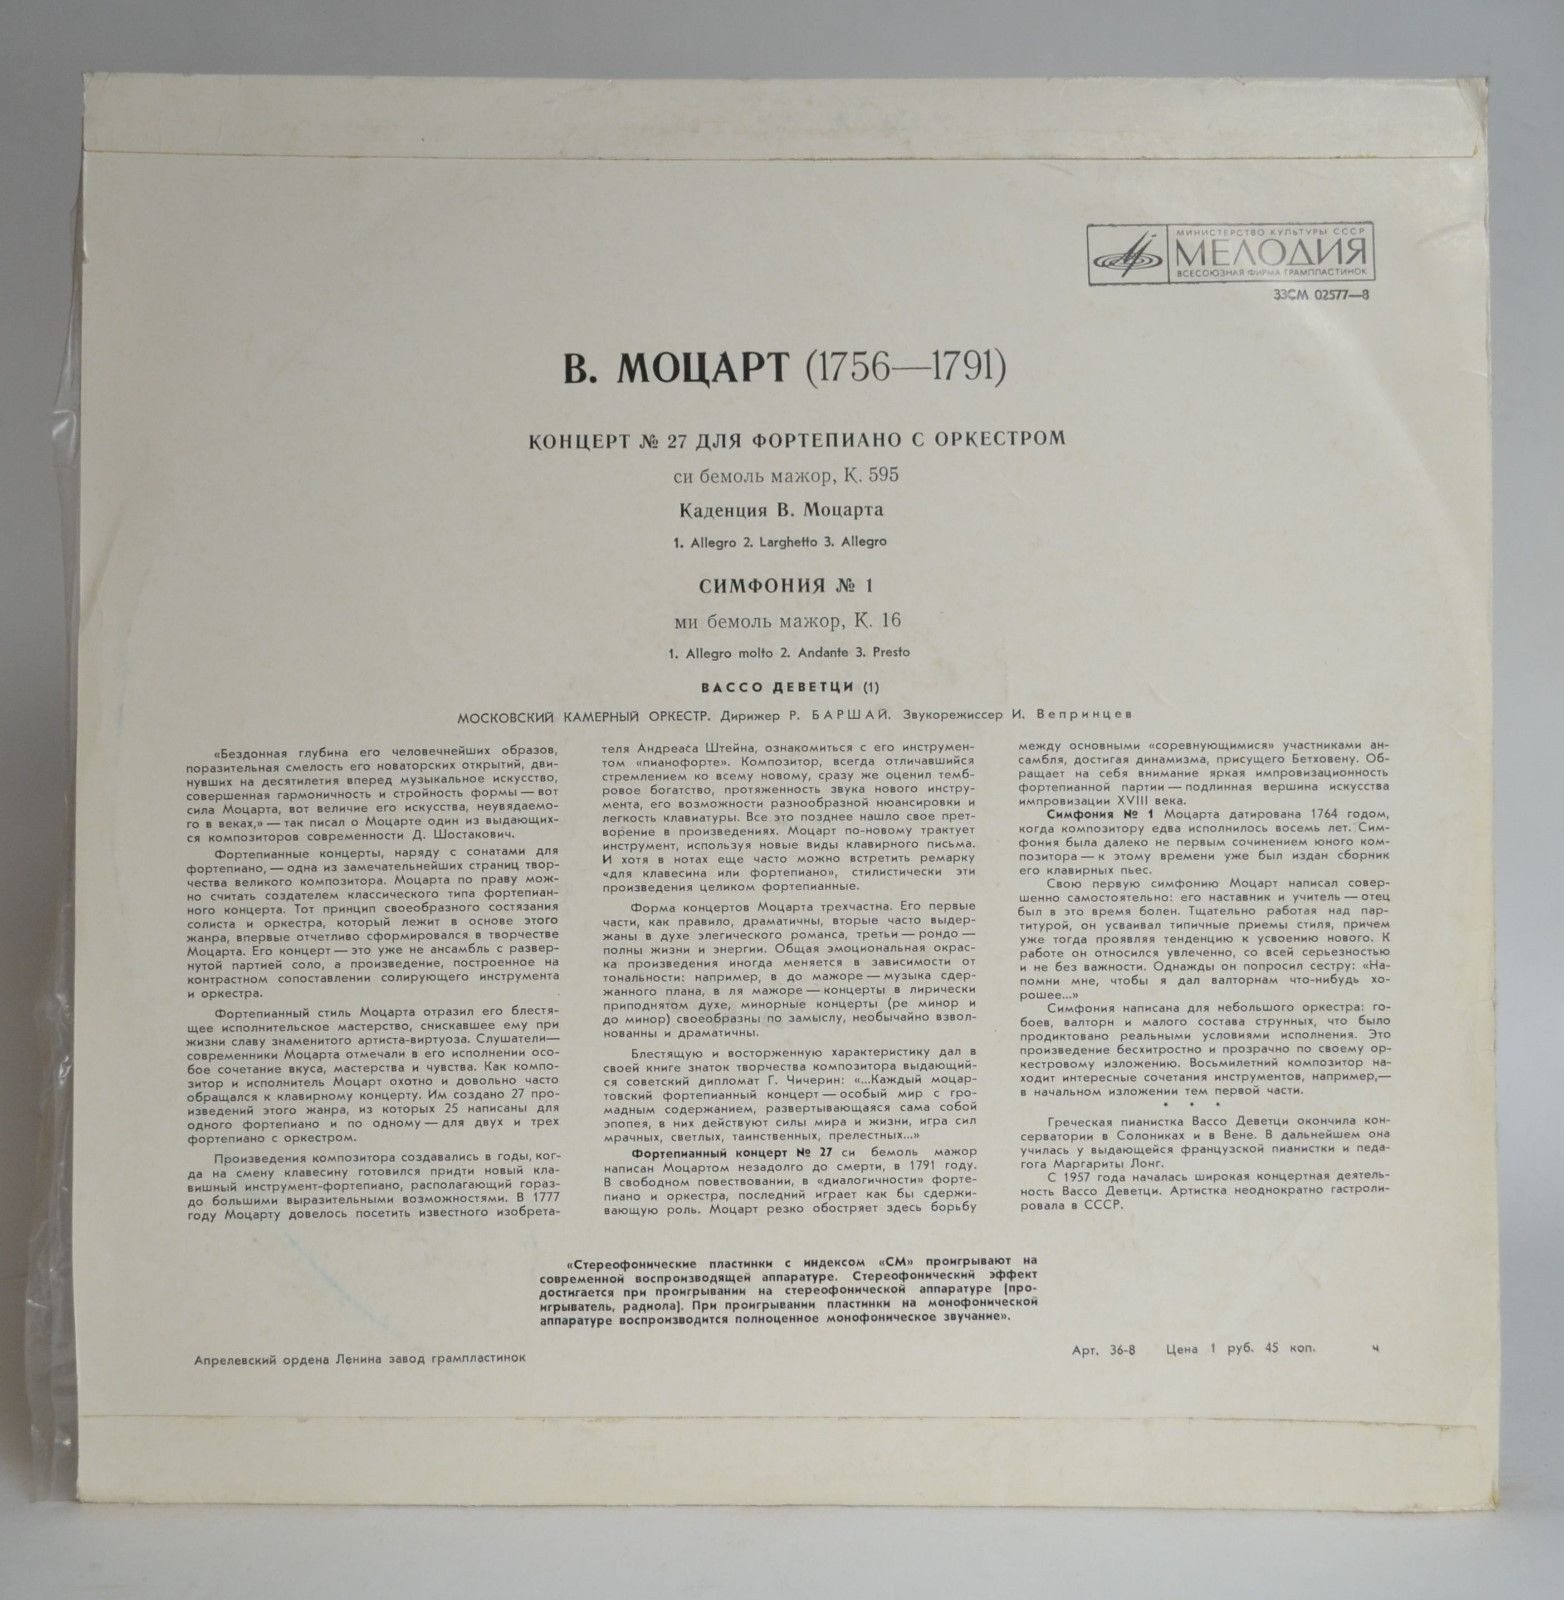 МИНИСТЕРСТВО КУЛЬТУРЫ СССР
МЕЛОДИЯ
ВСЕСОЮЗНАЯ ФИРМА ГРАМПЛАСТИНОК
33СМ 02577—8
В. МОЦАРТ (1756—1791)
КОНЦЕРТ № 27 ДЛЯ ФОРТЕПИАНО С ОРКЕСТРОМ
си бемоль мажор, К. 595
Каденция В. Моцарта
1. Allegro 2. Larghetto 3. Allegro
СИМФОНИЯ № 1
ми бемоль мажор, К. 16
1. Allegro molto 2. Andante 3. Presto
ВАССО ДЕВЕТЦИ (1)
МОСКОВСКИЙ КАМЕРНЫЙ ОРКЕСТР. Дирижер Р. БАРШАЙ. Звукорежиссер И. Вепринцев
«Бездонная глубина его человечнейших образов,
поразительная смелость его новаторских открытий, дви-
нувших на десятилетия вперед музыкальное искусство,
совершенная гармоничность и стройность формы — вот
сила Моцарта, вот величие его искусства, неувядаемо-
го в веках,» — так писал о Моцарте один из выдающих-
ся композиторов современности Д. Шостакович.
Фортепианные концерты, наряду с сонатами для
фортепиано, — одна из замечательнейших страниц твор-
чества великого композитора. Моцарта по праву мож-
но считать создателем классического типа фортепиан-
ного концерта. Тот принцип своеобразного состязания
солиста и оркестра, который лежит в основе этого
жанра, впервые отчетливо сформировался в творчестве
Моцарта. Его концерт — это уже не ансамбль с развер-
нутой партией соло, а произведение, построенное на
контрастном сопоставлении солирующего инструмента
и оркестра.
Фортепианный стиль Моцарта отразил его блестя-
щее исполнительское мастерство, снискавшее ему при
жизни славу знаменитого артиста-виртуоза. Слушатели—
современники Моцарта отмечали в его исполнении осо-
бое сочетание вкуса, мастерства и чувства. Как компо-
зитор и исполнитель Моцарт охотно и довольно часто
обращался к клавирному концерту. Им создано 27 про-
изведений этого жанра, из которых 25 написаны для
одного фортепиано и по одному — для двух и трех
фортепиано с оркестром.
Произведения композитора создавались в годы, ког-
да на смену клавесину готовился придти новый кла-
вишный инструмент-фортепиано, располагающий гораз-
до большими выразительными возможностями. В 1777
году Моцарту довелось посетить известного изобрета-
теля Андреаса Штейна, ознакомиться с его инструмен-
том «пианофорте». Композитор, всегда отличавшийся
стремлением ко всему новому, сразу же оценил темб-
ровое богатство, протяженность звука нового инстру-
мента, его возможности разнообразной нюансировки и
легкость клавиатуры. Все это позднее нашло свое прет-
ворение в произведениях. Моцарт по-новому трактует
инструмент, используя новые виды клавирного письма.
И хотя в нотах еще часто можно встретить ремарку
«для клавесина или фортепиано», стилистически эти
произведения целиком фортепианные.
Форма концертов Моцарта трехчастна. Его первые
части, как правило, драматичны, вторые часто выдер-
жаны в духе элегического романса, третьи — рондо —
полны жизни и энергии. Общая эмоциональная окрас-
ка произведения иногда меняется в зависимости от
тональности: например, в до мажоре — музыка сдер-
жанного плана, в ля мажоре — концерты в лирически
приподнятом духе, минорные концерты (ре минор и
до минор) своеобразны по замыслу, необычайно взвол-
нованны и драматичны.
Блестящую и восторженную характеристику дал в
своей книге знаток творчества композитора выдающий-
ся советский дипломат Г. Чичерин: «...Каждый моцар-
товский фортепианный концерт — особый мир с гро-
мадным содержанием, развертывающаяся сама собой
эпопея, в них действуют силы мира и жизни, игра сил
мрачных, светлых, таинственных, прелестных...»
Фортепианный концерт № 27 си бемоль мажор
написан Моцартом незадолго до смерти, в 1791 году.
В свободном повествовании, в «диалогичности» форте-
пиано и оркестра, последний играет как бы сдержи-
вающую роль. Моцарт резко обостряет здесь борьбу
между основными «соревнующимися» участниками ан-
самбля, достигая динамизма, присущего Бетховену. Об-
ращает на себя внимание яркая импровизационность
фортепианной партии — подлинная вершина искусства
импровизации XVIII века.
Симфония № 1 Моцарта датирована 1764 годом,
когда композитору едва исполнилось восемь лет. Сим-
фония была далеко не первым сочинением юного ком-
позитора — к этому времени уже был издан сборник
его клавирных пьес.
Свою первую симфонию Моцарт написал совер-
шенно самостоятельно: его наставник и учитель — отец
был в это время болен. Тщательно работая над пар-
титурой, он усваивал типичные приемы стиля, причем
уже тогда проявляя тенденцию к усвоению нового. К
работе он относился увлеченно, со всей серьезностью
и не без важности. Однажды он попросил сестру: «На-
помни мне, чтобы я дал валторнам что-нибудь хо-
рошее...»
Симфония написана для небольшого оркестра: го-
боев, валторн и малого состава струнных, что было
продиктовано реальными условиями исполнения. Это
произведение бесхитростно и прозрачно по своему ор-
кестровому изложению. Восьмилетний композитор на-
ходит интересные сочетания инструментов, например,—
в начальном изложении тем первой части.
* * *
Греческая пианистка Вассо Деветци окончила кон-
серватории в Солониках и в Вене. В дальнейшем она
училась у выдающейся французской пианистки и педа-
гога Маргариты Лонг.
С 1957 года началась широкая концертная деятель-
ность Вассо Деветци. Артистка неоднократно гастроли-
ровала в СССР.
«Стереофонические пластинки с индексом «СМ» проигрывают на
современной воспроизводящей аппаратуре. Стереофонический эффект
достигается при проигрывании на стереофонической аппаратуре (про-
игрыватель, радиола). При проигрывании пластинки на монофонической
аппаратуре воспроизводится полноценное монофоническое звучание».
Апрелевский ордена Ленина завод грампластинок
Арт. 36-8 Цена 1 руб. 45 коп. ч